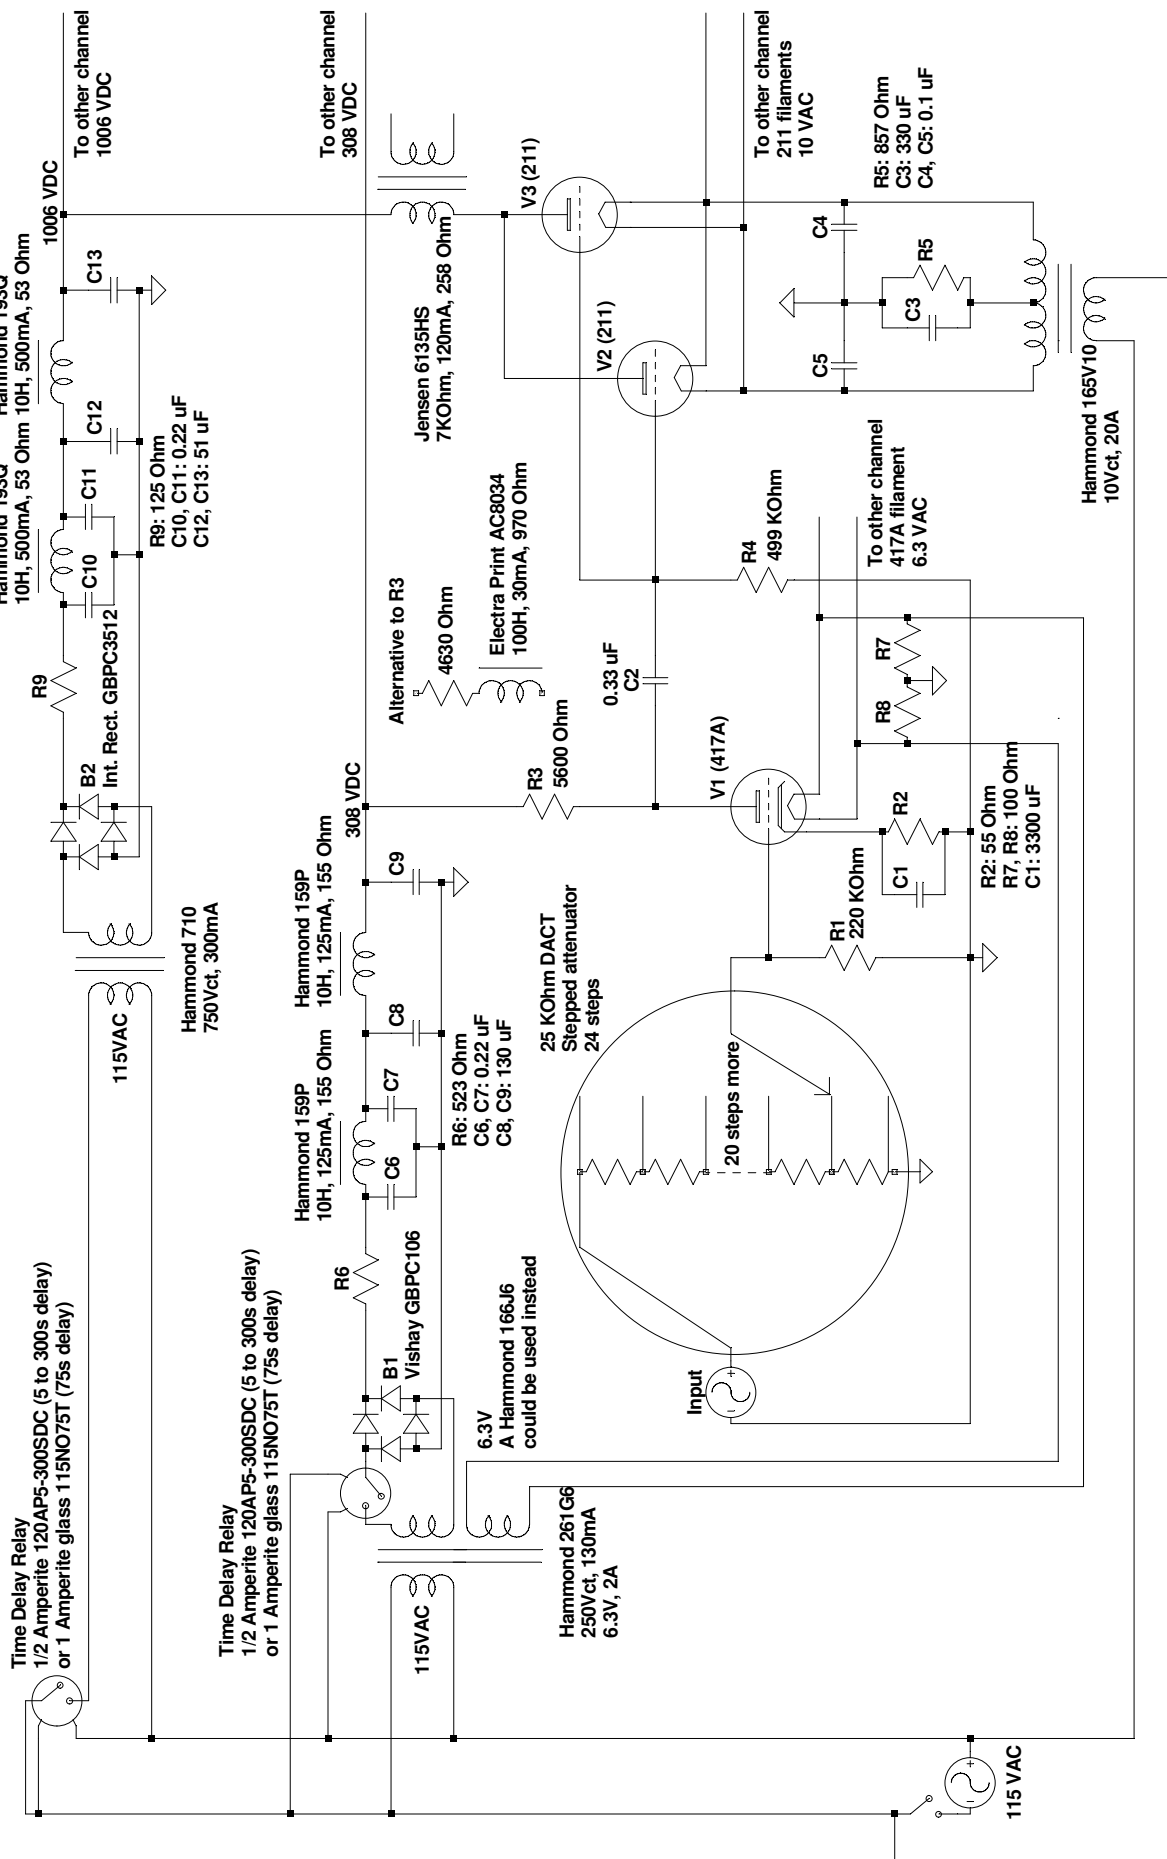 Time Delay Relay
1/2 Amperite 120AP5-300SDC (5 to 300s delay)
or 1 Amperite glass 115NO75T (75s delay)
115VAC
Hammond 710
750Vct, 300mA
B2
Int. Rect. GBPC3512
R9
Hammond 193Q
10H, 500mA, 53 Ohm
C10
C11
Hammond 193Q
10H, 500mA, 53 Ohm
C12
C13
R9: 125 Ohm
C10, C11: 0.22 uF
C12, C13: 51 uF
1006 VDC
To other channel
1006 VDC
Time Delay Relay
1/2 Amperite 120AP5-300SDC (5 to 300s delay)
or 1 Amperite glass 115NO75T (75s delay)
115VAC
Hammond 261G6
250Vct, 130mA
6.3V, 2A
6.3V
A Hammond 166J6
could be used instead
B1
Vishay GBPC106
R6
Hammond 159P
10H, 125mA, 155 Ohm
C6
C7
Hammond 159P
10H, 125mA, 155 Ohm
C8
C9
R6: 523 Ohm
C6, C7: 0.22 uF
C8, C9: 130 uF
308 VDC
To other channel
308 VDC
R3
5600 Ohm
Alternative to R3
4630 Ohm
Electra Print AC8034
100H, 30mA, 970 Ohm
Jensen 6135HS
7KOhm, 120mA, 258 Ohm
V3 (211)
V2 (211)
0.33 uF
C2
25 KOhm DACT
Stepped attenuator
24 steps
20 steps more
Input
V1 (417A)
R1
220 KOhm
C1
R2
R4
499 KOhm
R8
R7
To other channel
417A filament
6.3 VAC
R2: 55 Ohm
R7, R8: 100 Ohm
C1: 3300 uF
To other channel
211 filaments
10 VAC
C5
C4
C3
R5
R5: 857 Ohm
C3: 330 uF
C4, C5: 0.1 uF
Hammond 165V10
10Vct, 20A
115 VAC